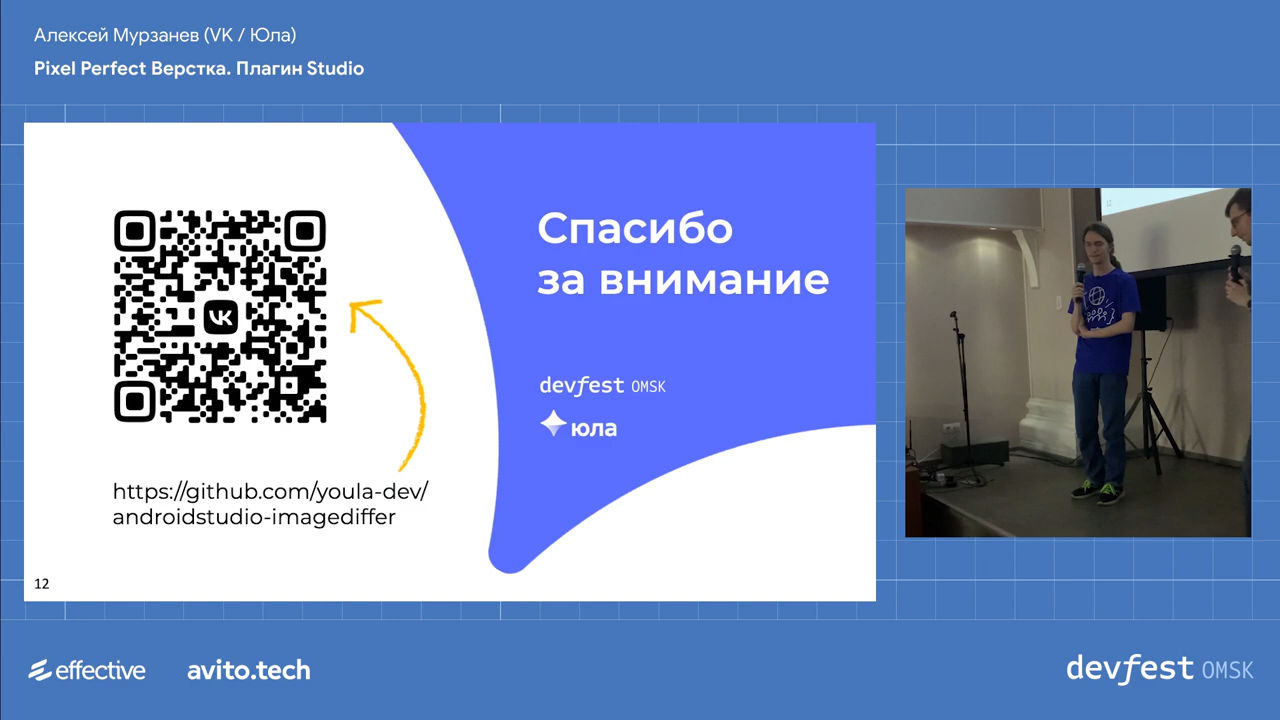 Алексей Мурзанев (VK / Юла)
Pixel Perfect Верстка. Плагин Studio
Спасибо
за внимание
devfest OMSK
юла
https://github.com/youla-dev/
androidstudio-imagediffer
12
effective
avito.tech
devfest OMSK